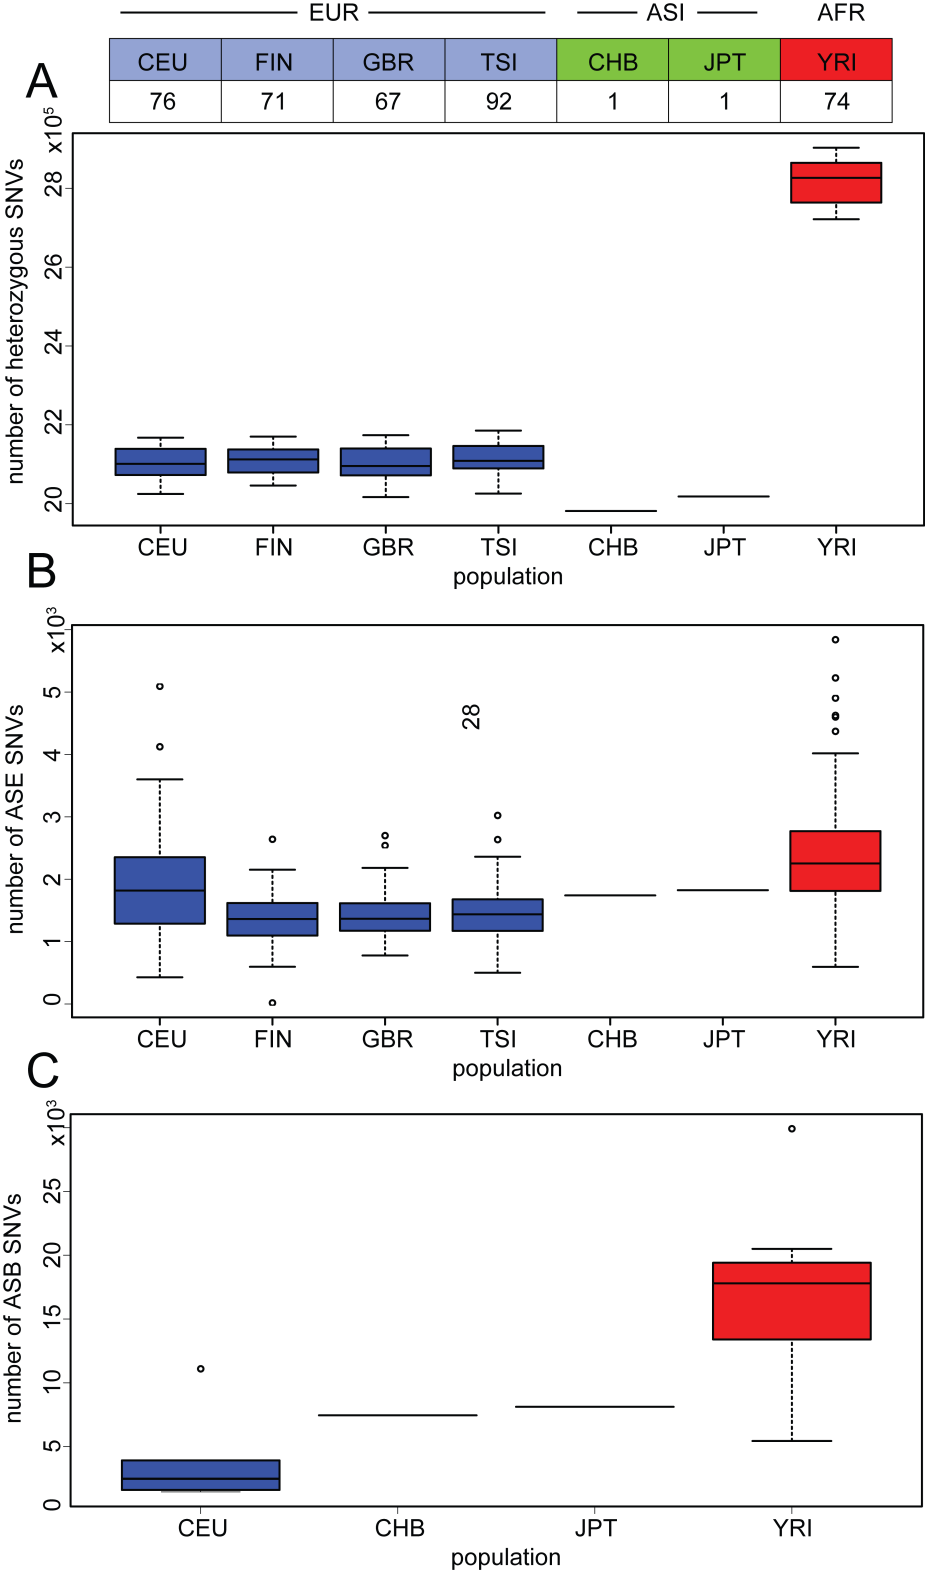 EUR ASI AFR
A
CEU FIN GBR TSI CHB JPT YRI
76 71 67 92 1 1 74
x10⁵
number of heterozygous SNVs
28
26
24
22
20
CEU FIN GBR TSI CHB JPT YRI
population
B
x10³
number of ASE SNVs
5
4
3
2
1
0
28
CEU FIN GBR TSI CHB JPT YRI
population
C
x10³
number of ASB SNVs
25
20
15
10
5
0
CEU CHB JPT YRI
population